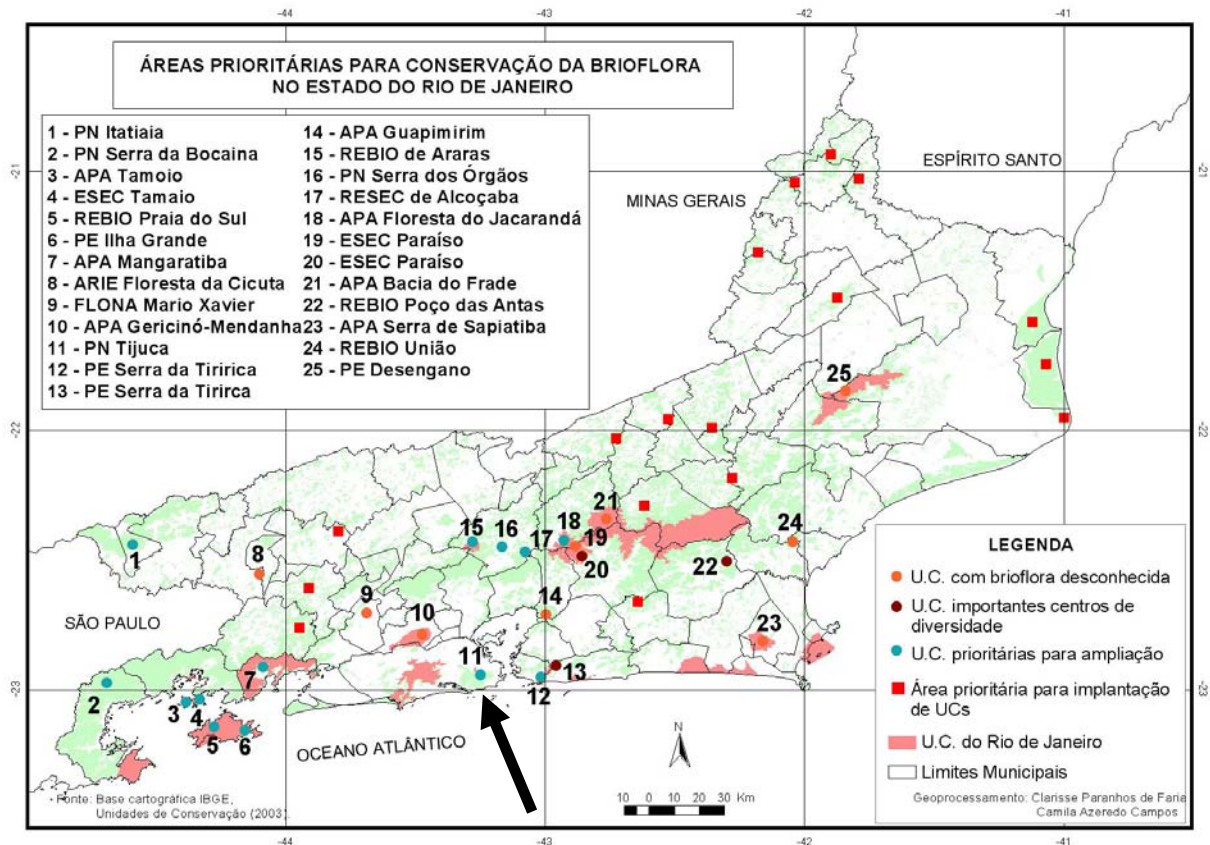 -44
-43
-42
-41
ÁREAS PRIORITÁRIAS PARA CONSERVAÇÃO DA BRIOFLORA
NO ESTADO DO RIO DE JANEIRO
1 - PN Itatiaia
2 - PN Serra da Bocaina
3 - APA Tamoio
4 - ESEC Tamaio
5 - REBIO Praia do Sul
6 - PE Ilha Grande
7 - APA Mangaratiba
8 - ARIE Floresta da Cicuta
9 - FLONA Mario Xavier
10 - APA Gericinó-Mendanha
11 - PN Tijuca
12 - PE Serra da Tiririca
13 - PE Serra da Tirirca
14 - APA Guapimirim
15 - REBIO de Araras
16 - PN Serra dos Órgãos
17 - RESEC de Alcoçaba
18 - APA Floresta do Jacarandá
19 - ESEC Paraíso
20 - ESEC Paraíso
21 - APA Bacia do Frade
22 - REBIO Poço das Antas
23 - APA Serra de Sapiatiba
24 - REBIO União
25 - PE Desengano
ESPÍRITO SANTO
MINAS GERAIS
-21
-21
25
-22
-22
21
18
24
15
16
17
19
20
22
1
8
9
14
10
23
SÃO PAULO
11
13
12
7
2
3
4
5
6
-23
-23
OCEANO ATLÂNTICO
N
10 0 10 20 30 Km
LEGENDA
U.C. com brioflora desconhecida
U.C. importantes centros de
diversidade
U.C. prioritárias para ampliação
Área prioritária para implantação
de UCs
U.C. do Rio de Janeiro
Limites Municipais
Fonte: Base cartográfica IBGE,
Unidades de Conservação (2003).
Geoprocessamento: Clarisse Paranhos de Faria
Camila Azeredo Campos
-44
-43
-42
-41